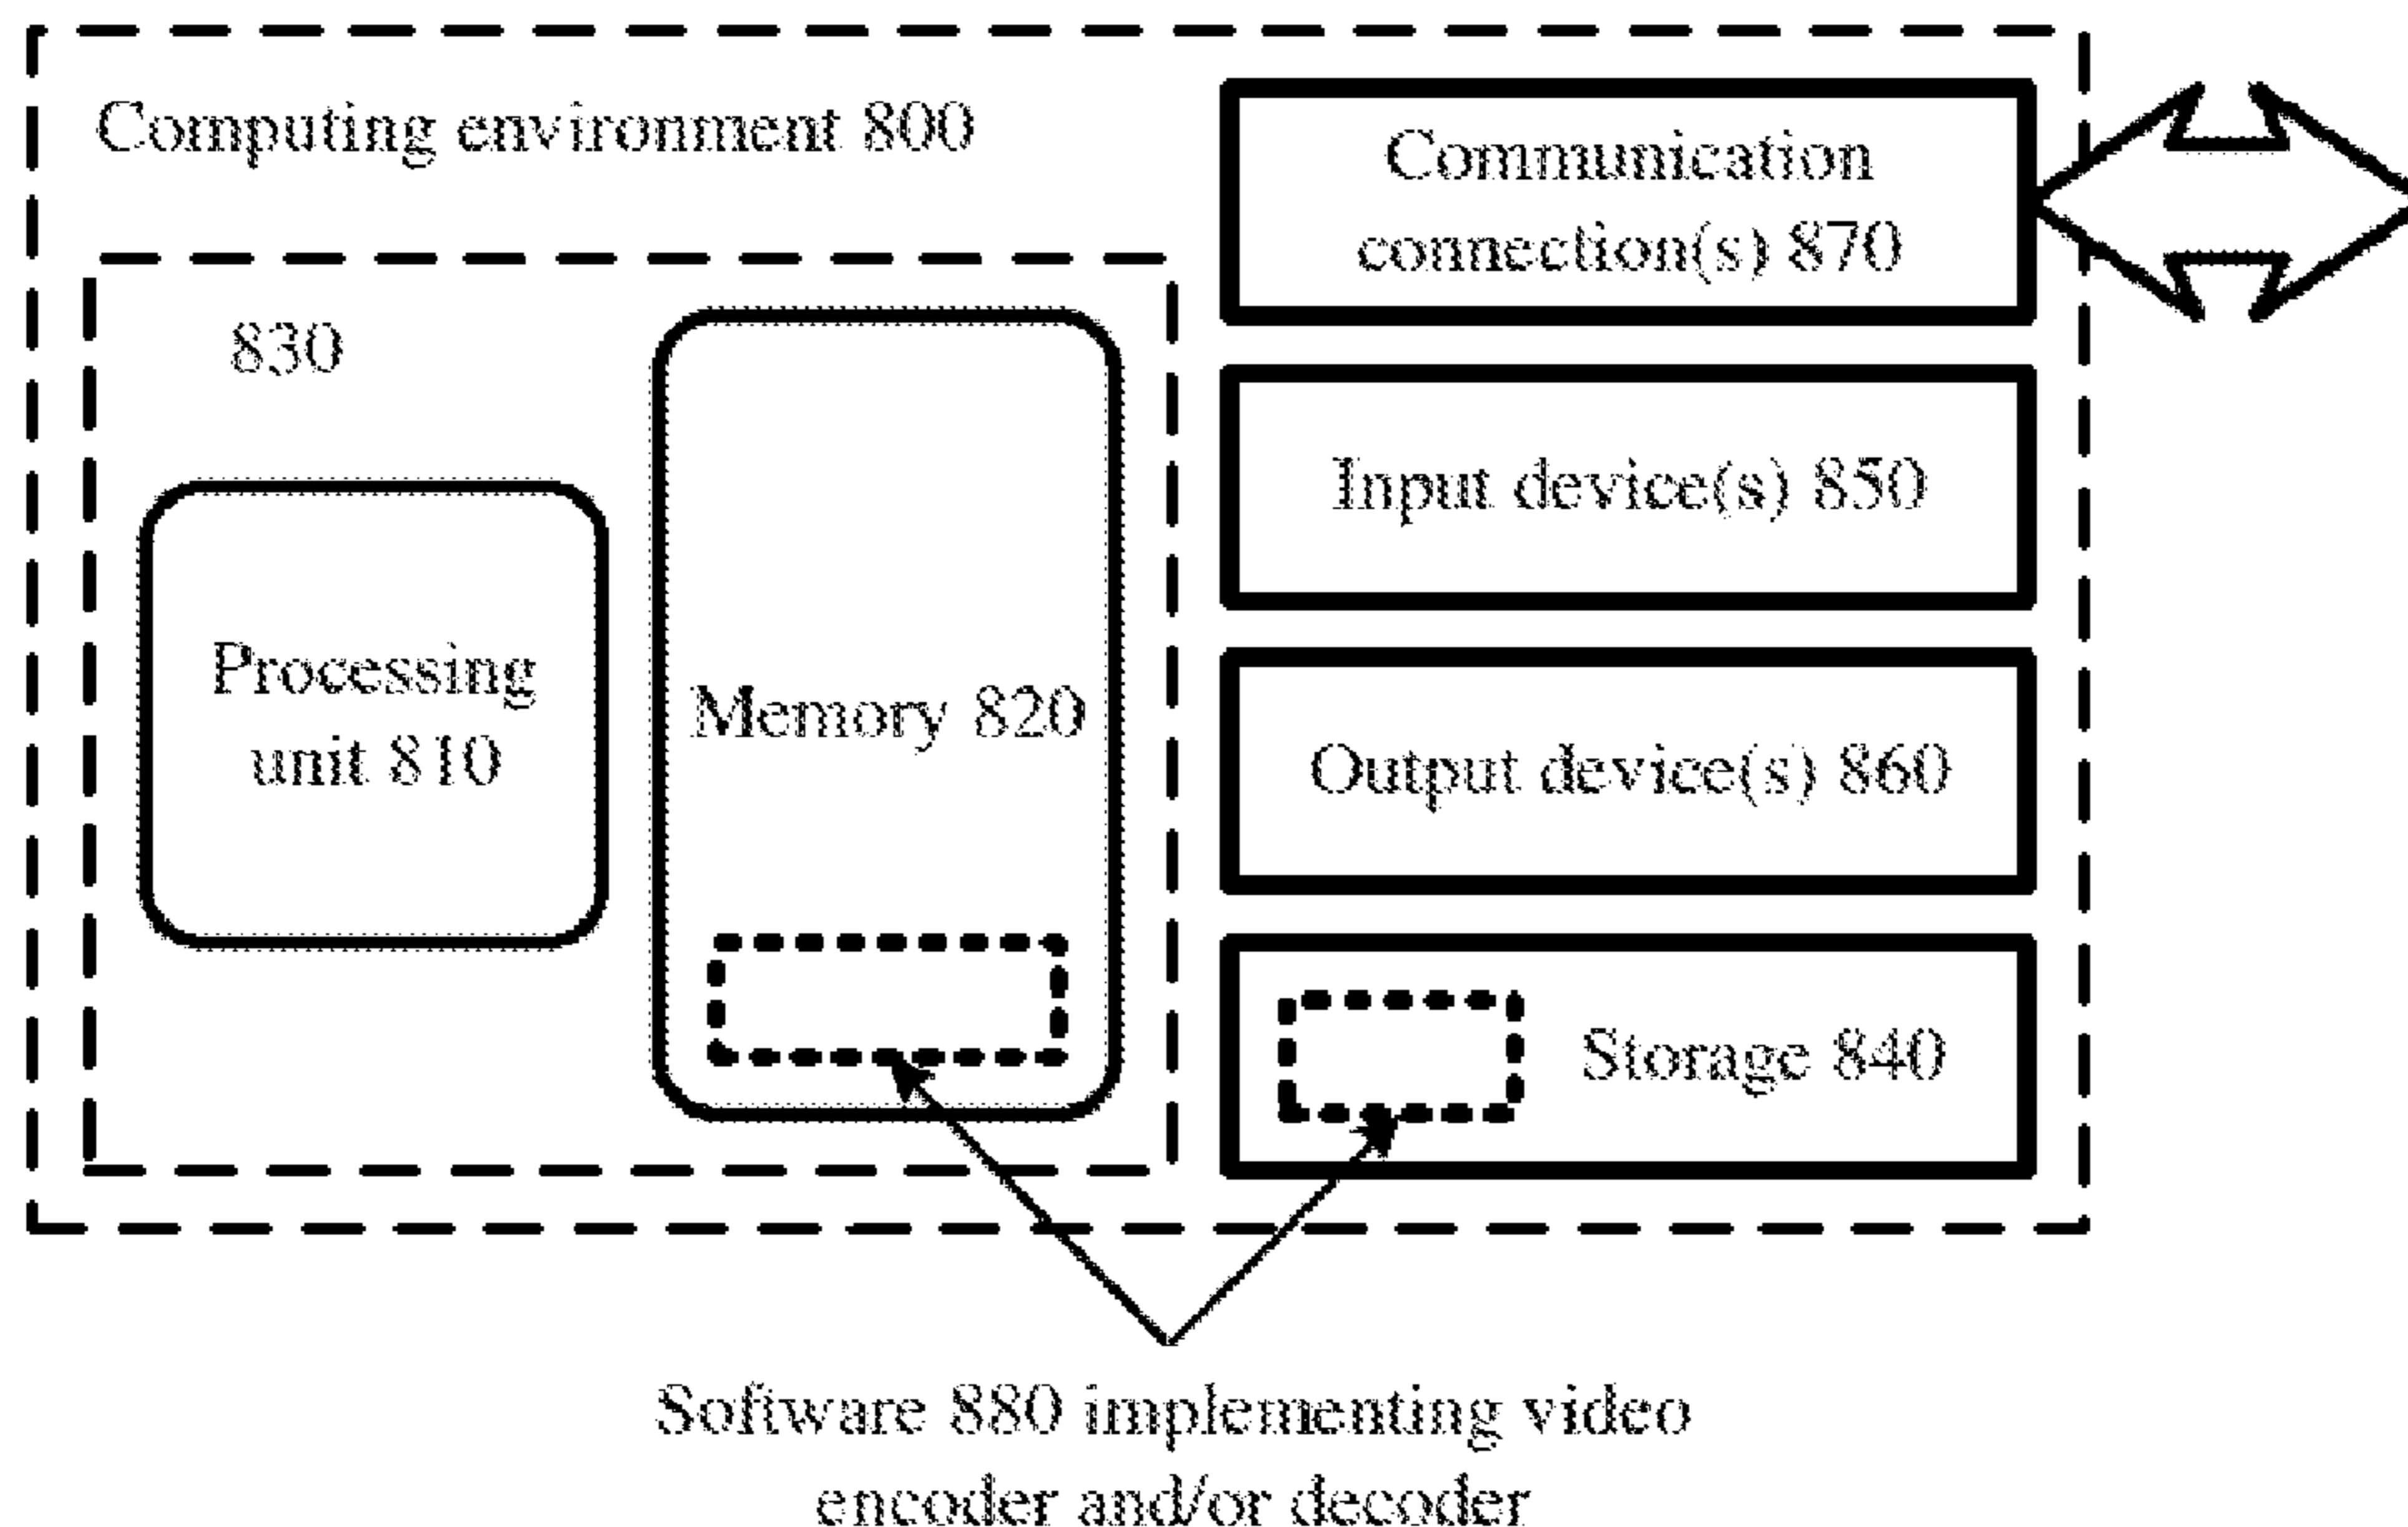 Computing environment 800
Communication
connection(s) 870
830
Input device(s) 850
Processing
unit 810
Memory 820
Output device(s) 860
Storage 840
Software 880 implementing video
encoder and/or decoder